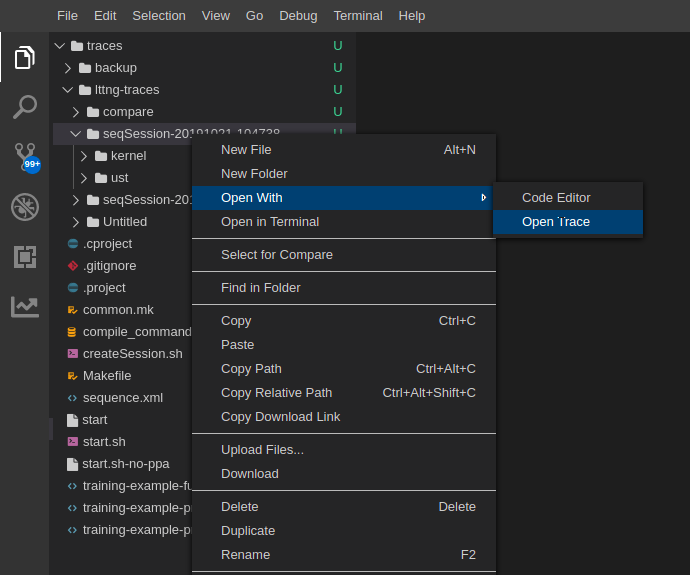 File Edit Selection View Go Debug Terminal Help
traces U
backup U
lttng-traces U
compare U
seqSession-20191021-104738 U
kernel
ust
seqSession-201
Untitled
.cproject
.gitignore
.project
common.mk
compile_command
createSession.sh
Makefile
sequence.xml
start
start.sh
start.sh-no-ppa
training-example-fu
training-example-p
training-example-p
99+
New File Alt+N
New Folder
Open With
Open in Terminal
Select for Compare
Find in Folder
Copy Ctrl+C
Paste
Copy Path Ctrl+Alt+C
Copy Relative Path Ctrl+Alt+Shift+C
Copy Download Link
Upload Files...
Download
Delete Delete
Duplicate
Rename F2
Code Editor
Open Trace